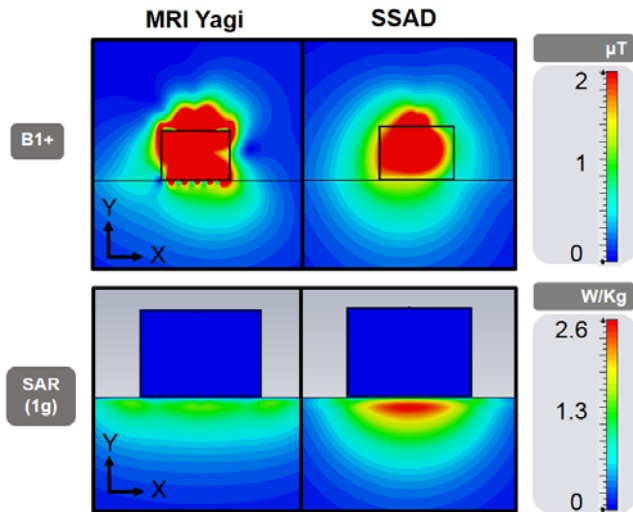 MRI Yagi SSAD
µT
B1+
2
1
0
Y
X
W/Kg
SAR
(1g)
2.6
1.3
0
Y
X